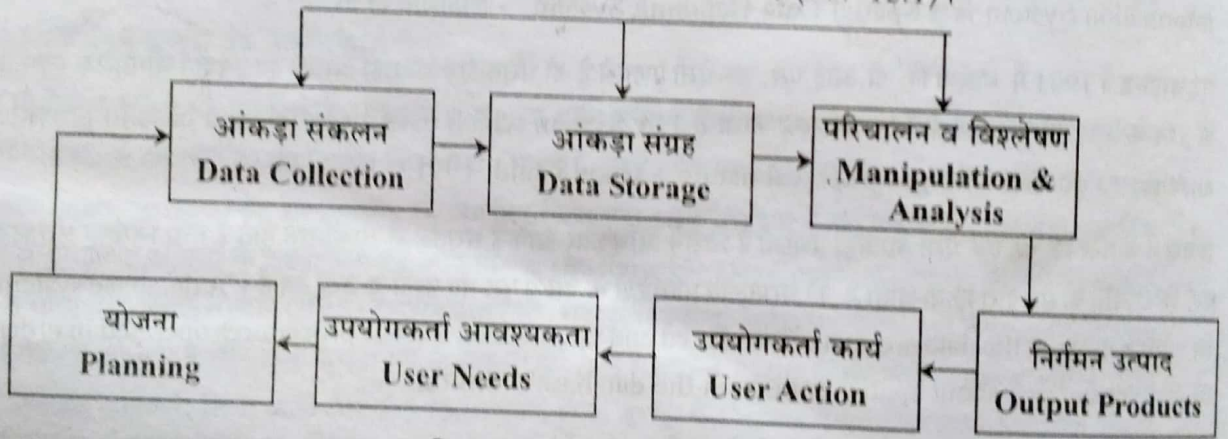 आंकड़ा संकलन
Data Collection
आंकड़ा संग्रह
Data Storage
परिचालन व विश्लेषण
Manipulation &
Analysis
योजना
Planning
उपयोगकर्ता आवश्यकता
User Needs
उपयोगकर्ता कार्य
User Action
निर्गमन उत्पाद
Output Products